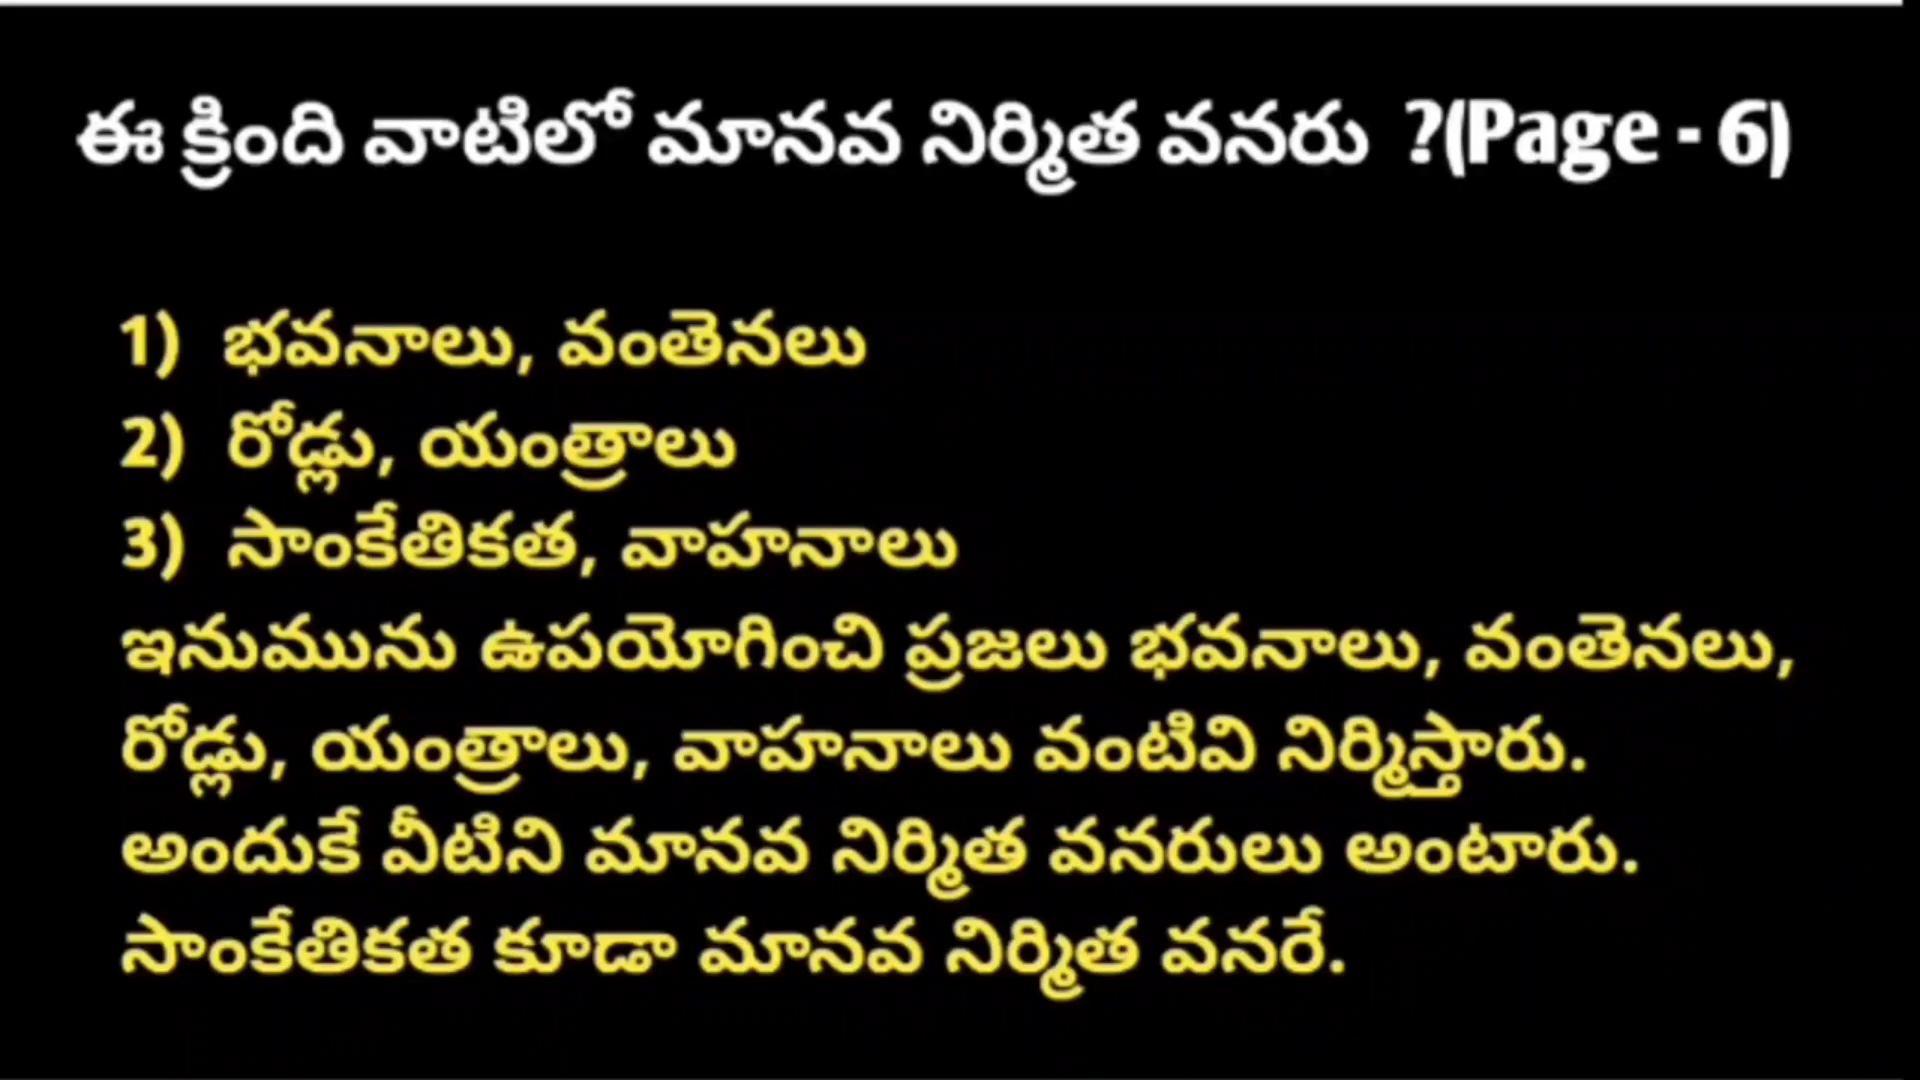 ఈ క్రింది వాటిలో మానవ నిర్మిత వనరు ?(Page - 6)
1) భవనాలు, వంతెనలు
2) రోడ్లు, యంత్రాలు
3) సాంకేతికత, వాహనాలు
ఇనుమును ఉపయోగించి ప్రజలు భవనాలు, వంతెనలు,
రోడ్లు, యంత్రాలు, వాహనాలు వంటివి నిర్మిస్తారు.
అందుకే వీటిని మానవ నిర్మిత వనరులు అంటారు.
సాంకేతికత కూడా మానవ నిర్మిత వనరే.